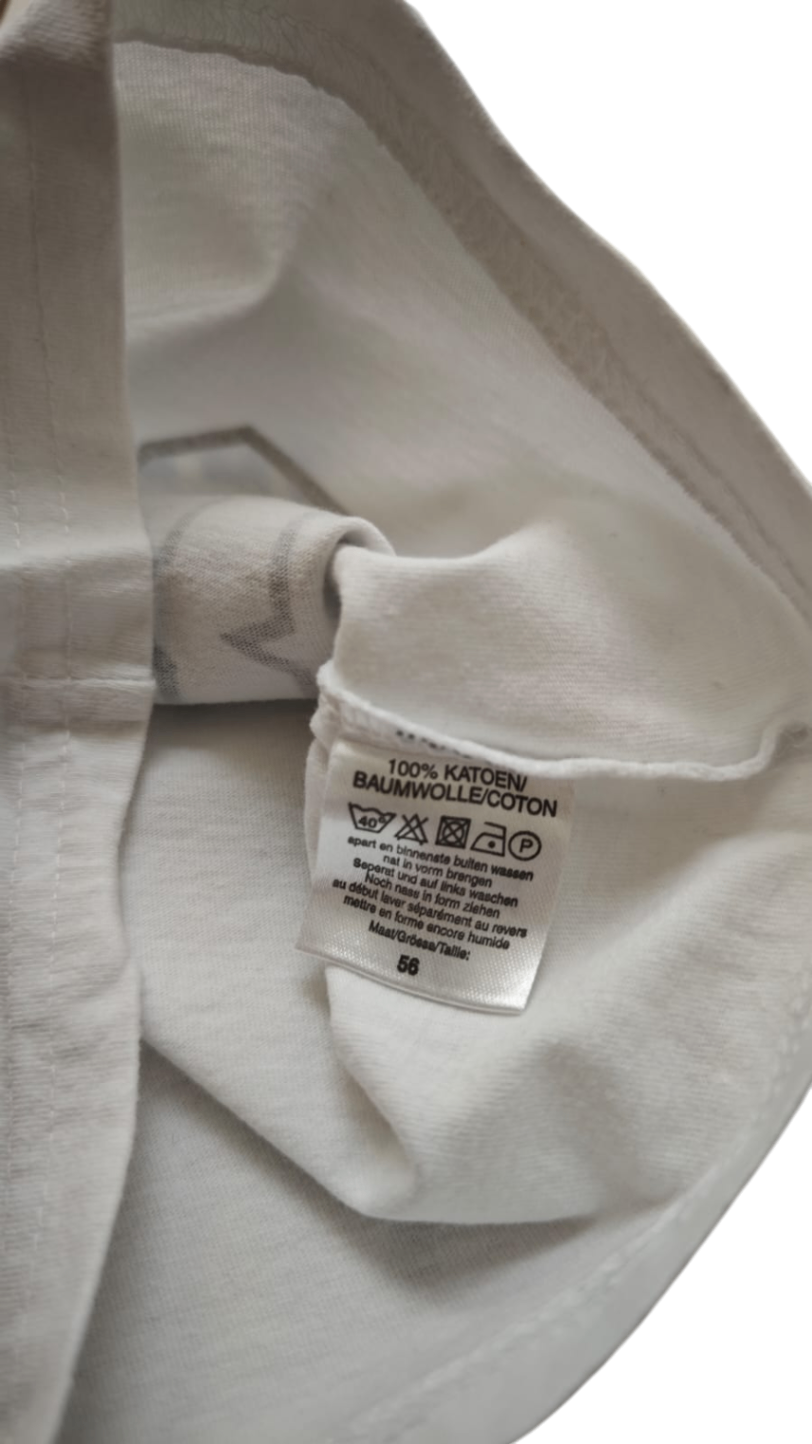 100% KATOEN/
BAUMWOLLE/COTON
40° P
apart en binnenste buiten wassen
nat in vorm brengen
Seperat und auf links waschen
Noch nass in form ziehen
au début laver séparément au revers
mettre en forme encore humide
Maat/Grösse/Taille:
56